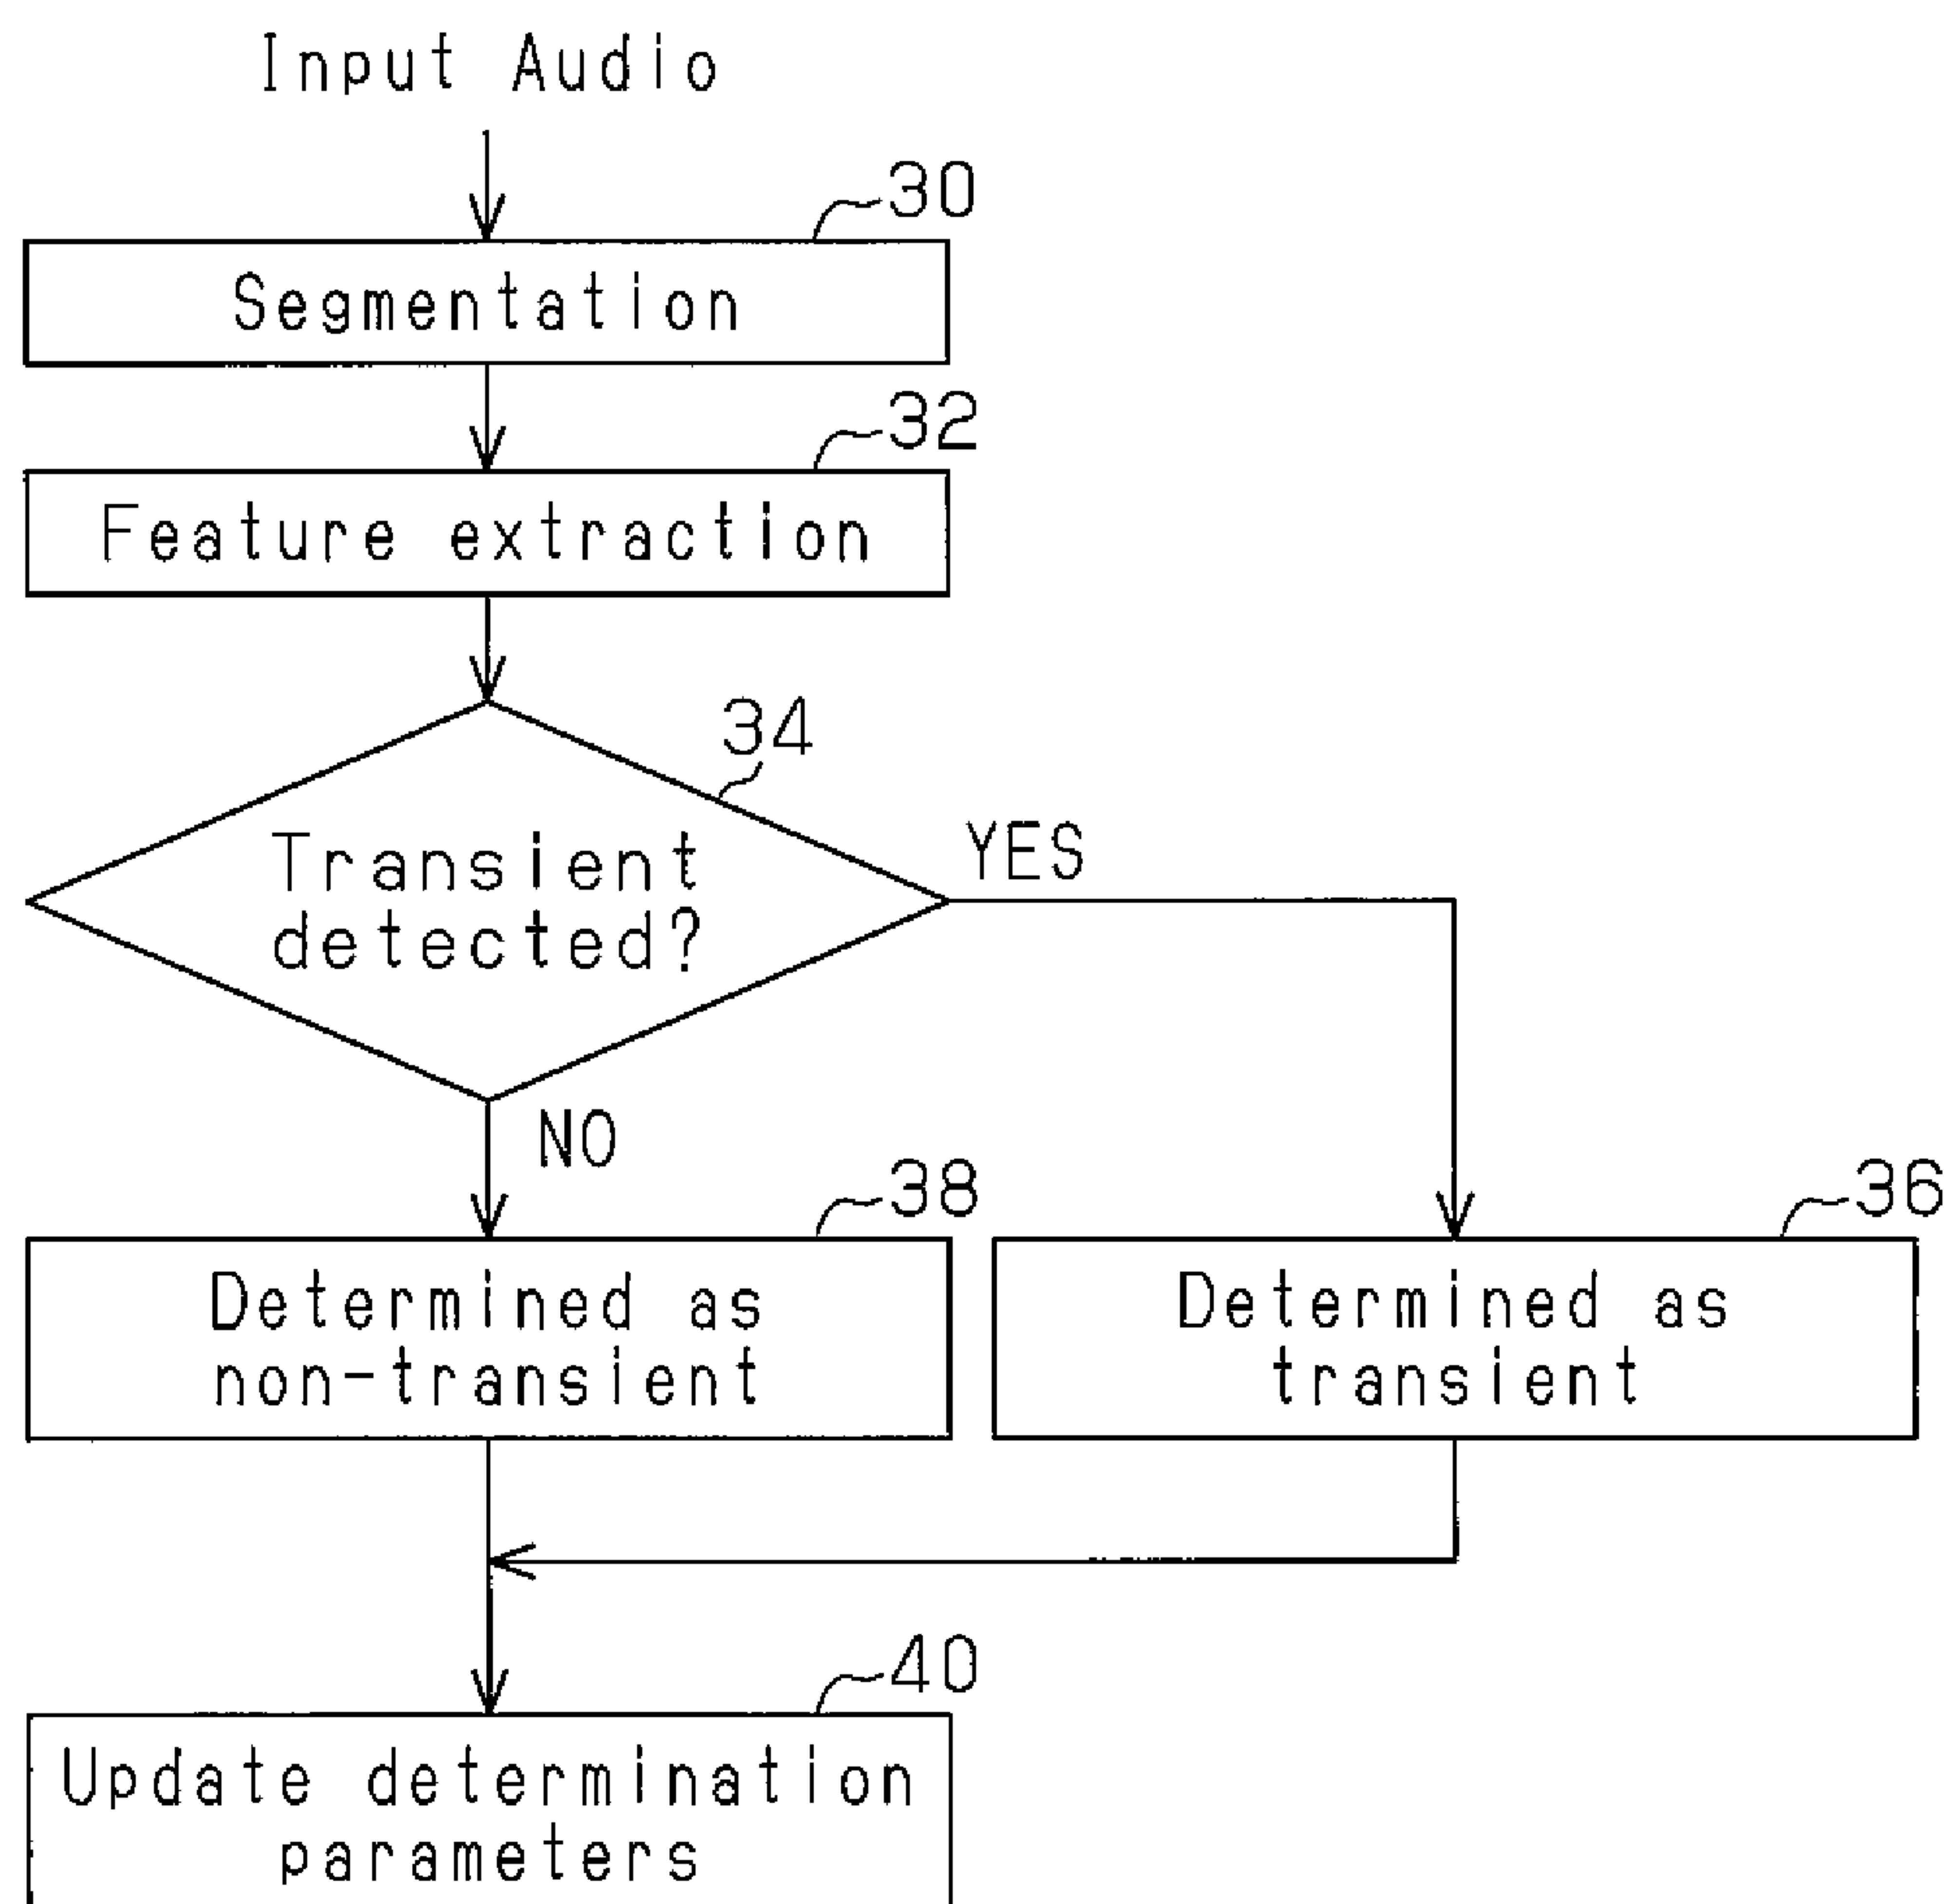 Input Audio
30
Segmentation
32
Feature extraction
34
Transient
detected?
YES
NO
38
Determined as
non-transient
36
Determined as
transient
40
Update determination
parameters